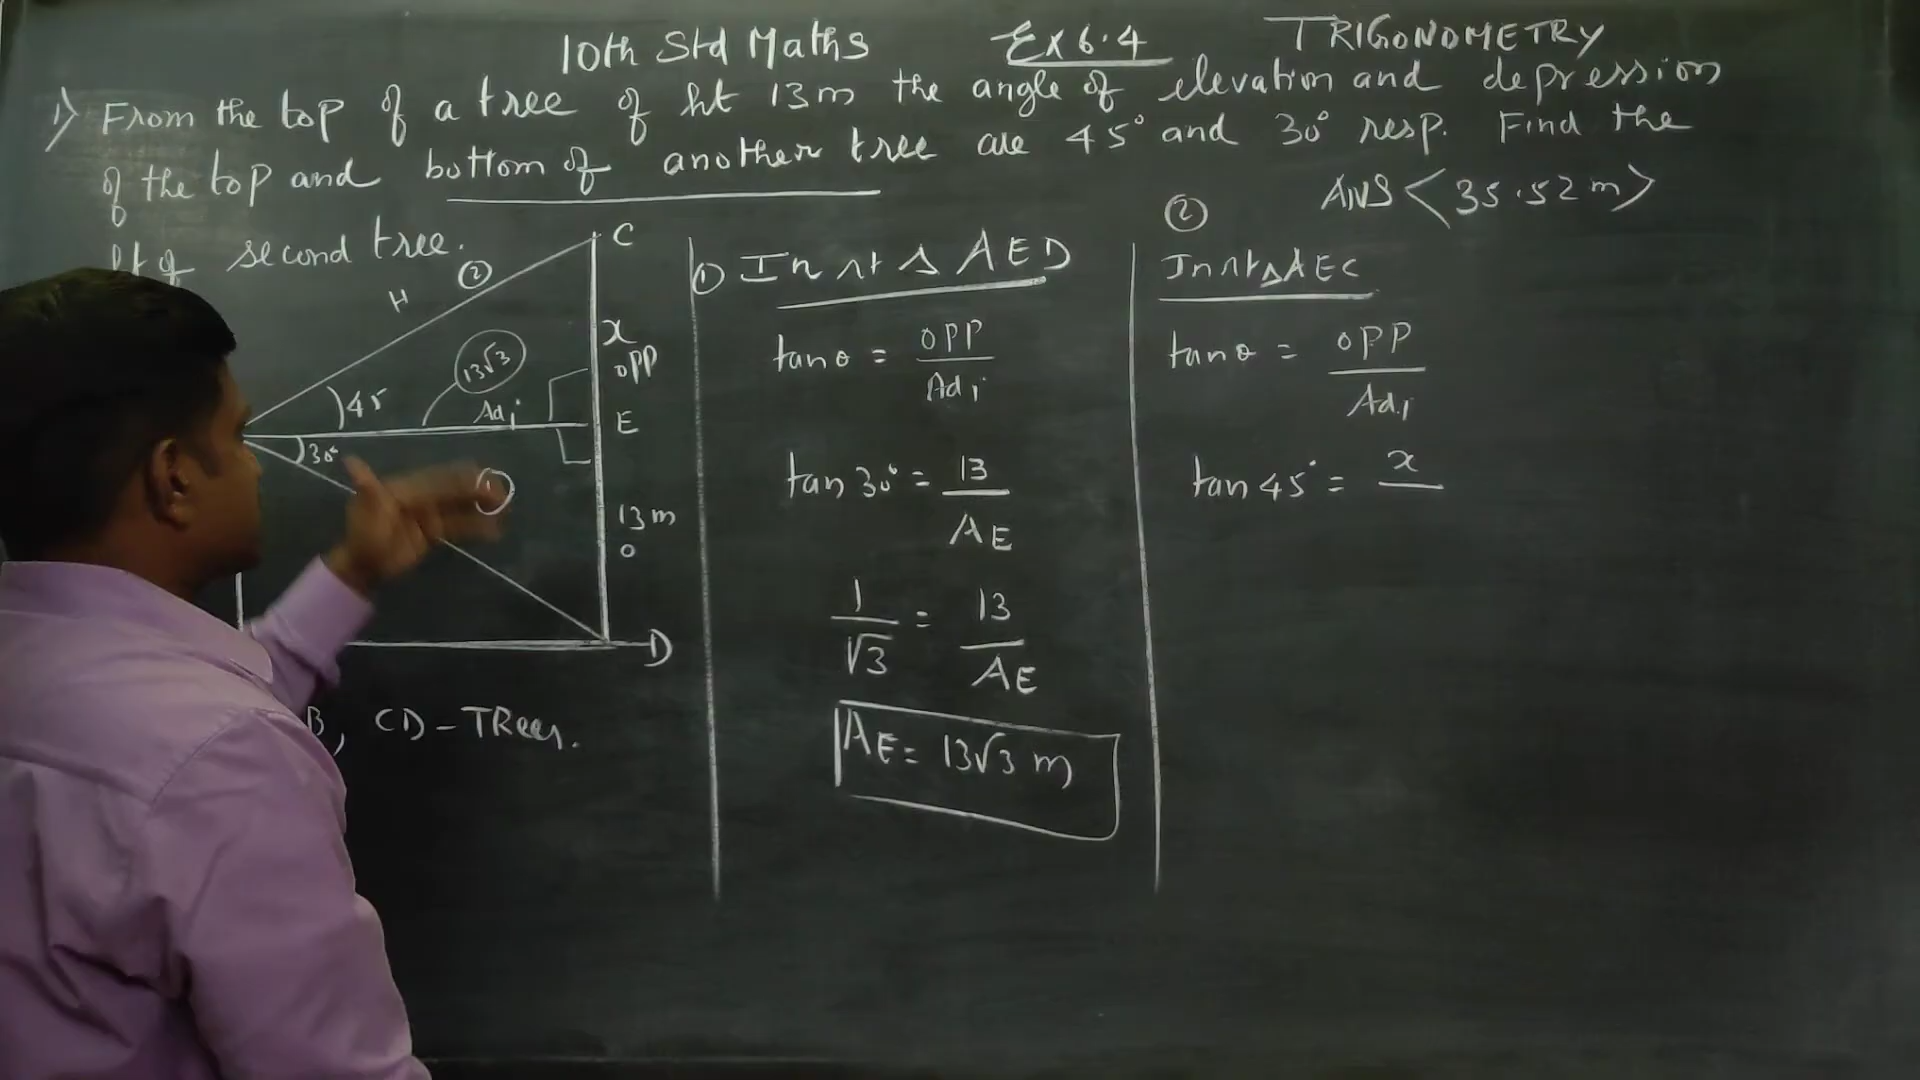 10th Std Maths Ex 6.4 TRIGONOMETRY
1) From the top of a tree of ht 13m the angle of elevation and depression
of the top and bottom of another tree are 45° and 30° resp. Find the
ht of second tree.
ANS <35.52m>
C
H
②
x
opp
13√3
45
Adj
E
30°
①
13m
O
D
B, CD - TRees.
① In rt Δ AED
tanθ = opp/Adj
tan 30° = 13/AE
1/√3 = 13/AE
AE = 13√3 m
②
In rt Δ AEC
tanθ = opp/Adj
tan 45° = x/